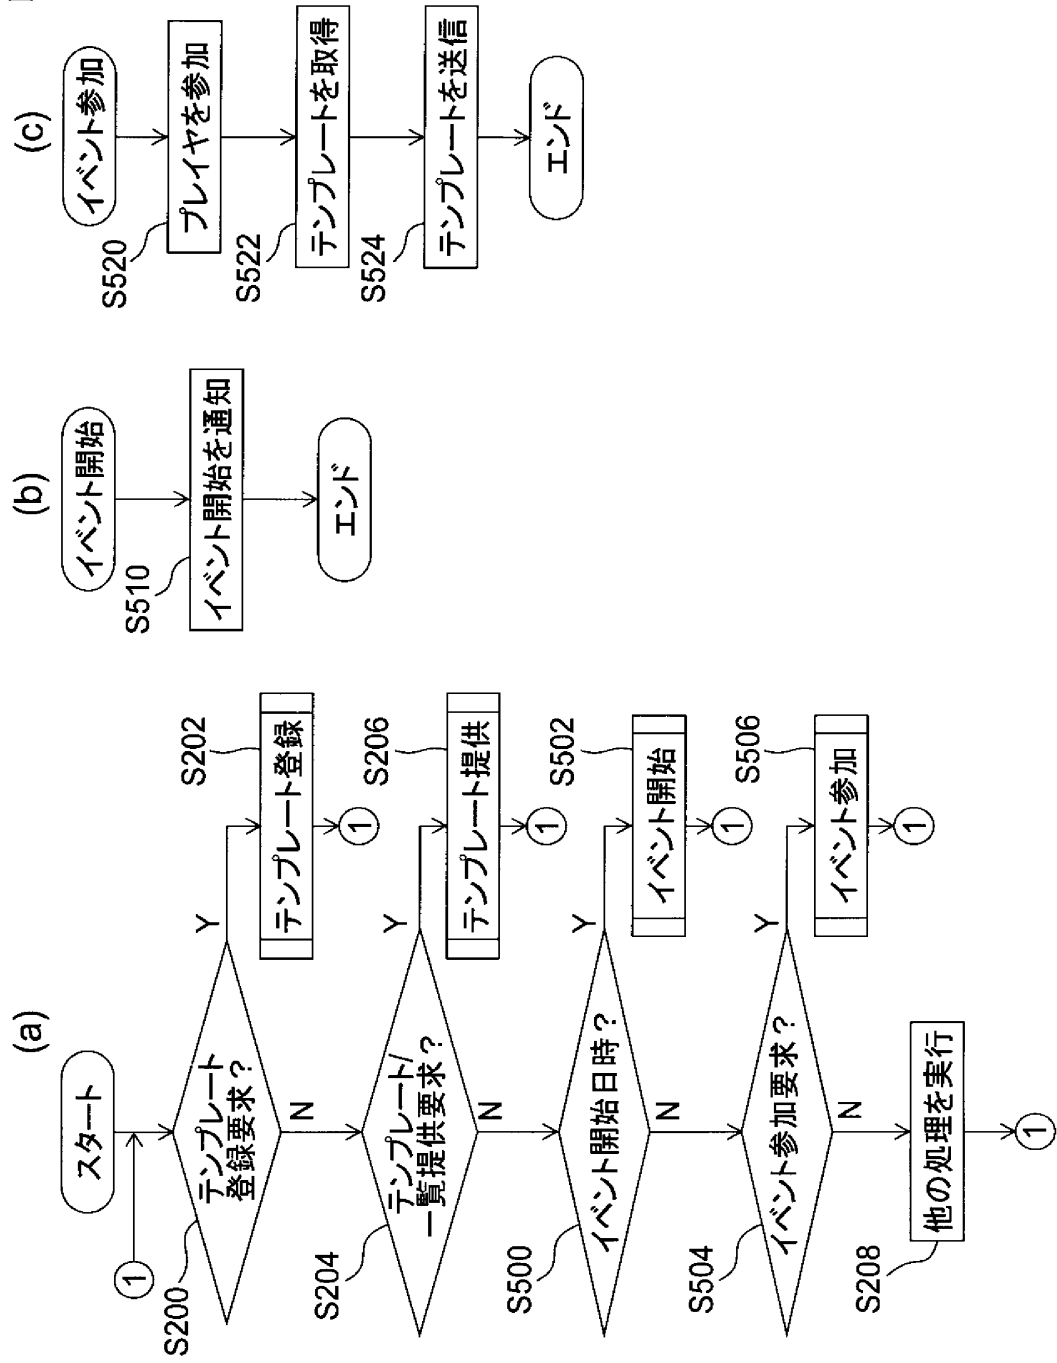 (a)
スタート
①
S200
テンプレート
登録要求？
Y
S202
テンプレート登録
①
N
S204
テンプレート/
一覧提供要求？
Y
S206
テンプレート提供
①
N
S500
イベント開始日時？
Y
S502
イベント開始
①
N
S504
イベント参加要求？
Y
S506
イベント参加
①
N
S208
他の処理を実行
①
(b)
イベント開始
S510
イベント開始を通知
エンド
(c)
イベント参加
S520
プレイヤを参加
S522
テンプレートを取得
S524
テンプレートを送信
エンド